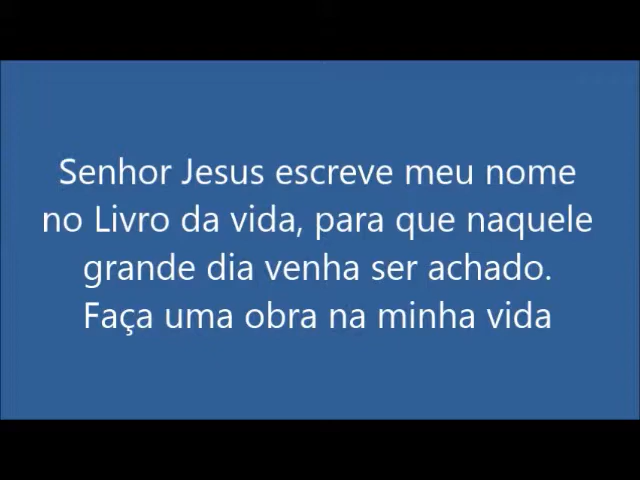 Senhor Jesus escreve meu nome
no Livro da vida, para que naquele
grande dia venha ser achado.
Faça uma obra na minha vida